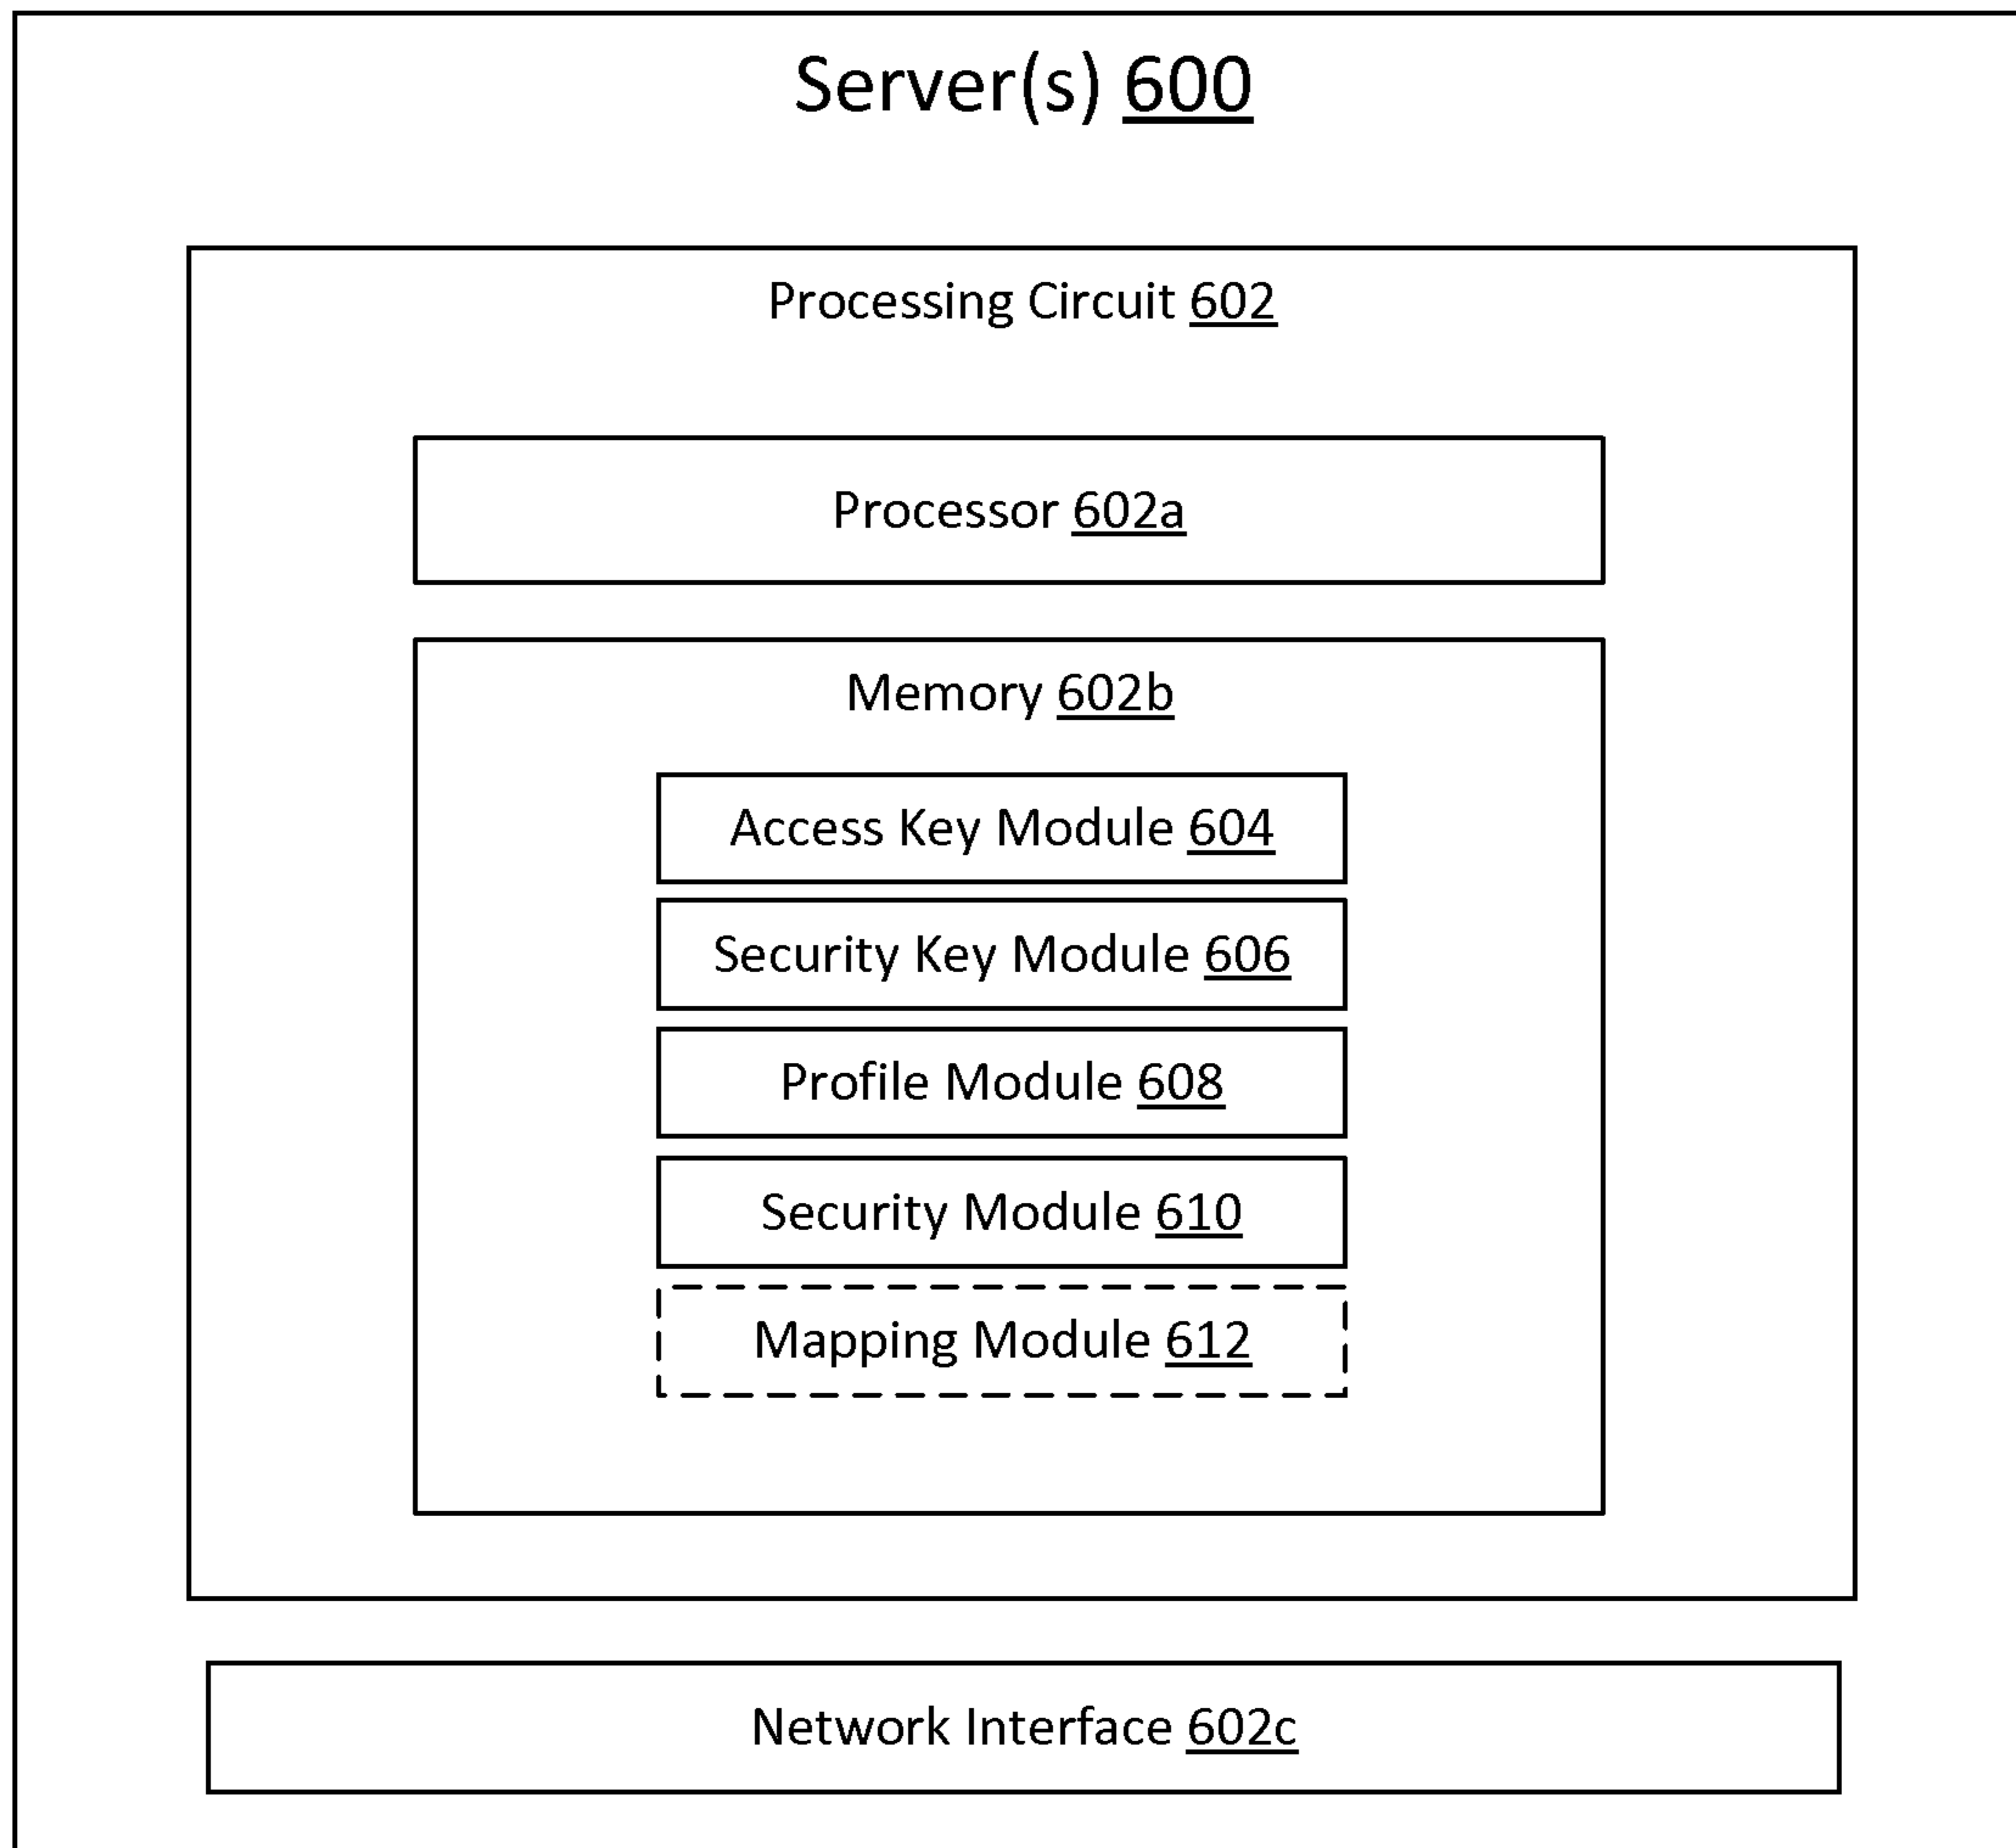 Server(s) 600
Processing Circuit 602
Processor 602a
Memory 602b
Access Key Module 604
Security Key Module 606
Profile Module 608
Security Module 610
Mapping Module 612
Network Interface 602c